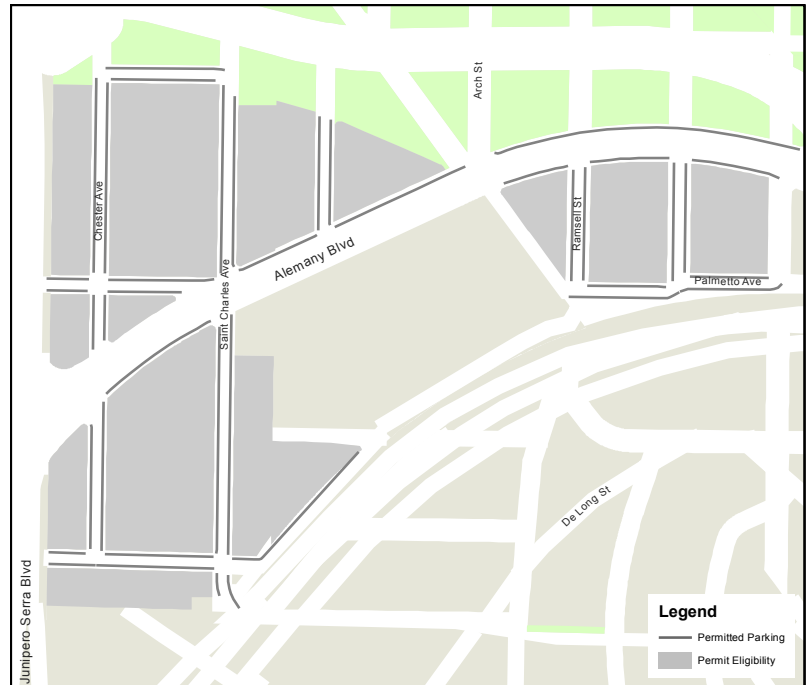 Arch St
Chester Ave
Ramsell St
Alemany Blvd
Saint Charles Ave
Palmetto Ave
De Long St
Junipero Serra Blvd
Legend
Permitted Parking
Permit Eligibility